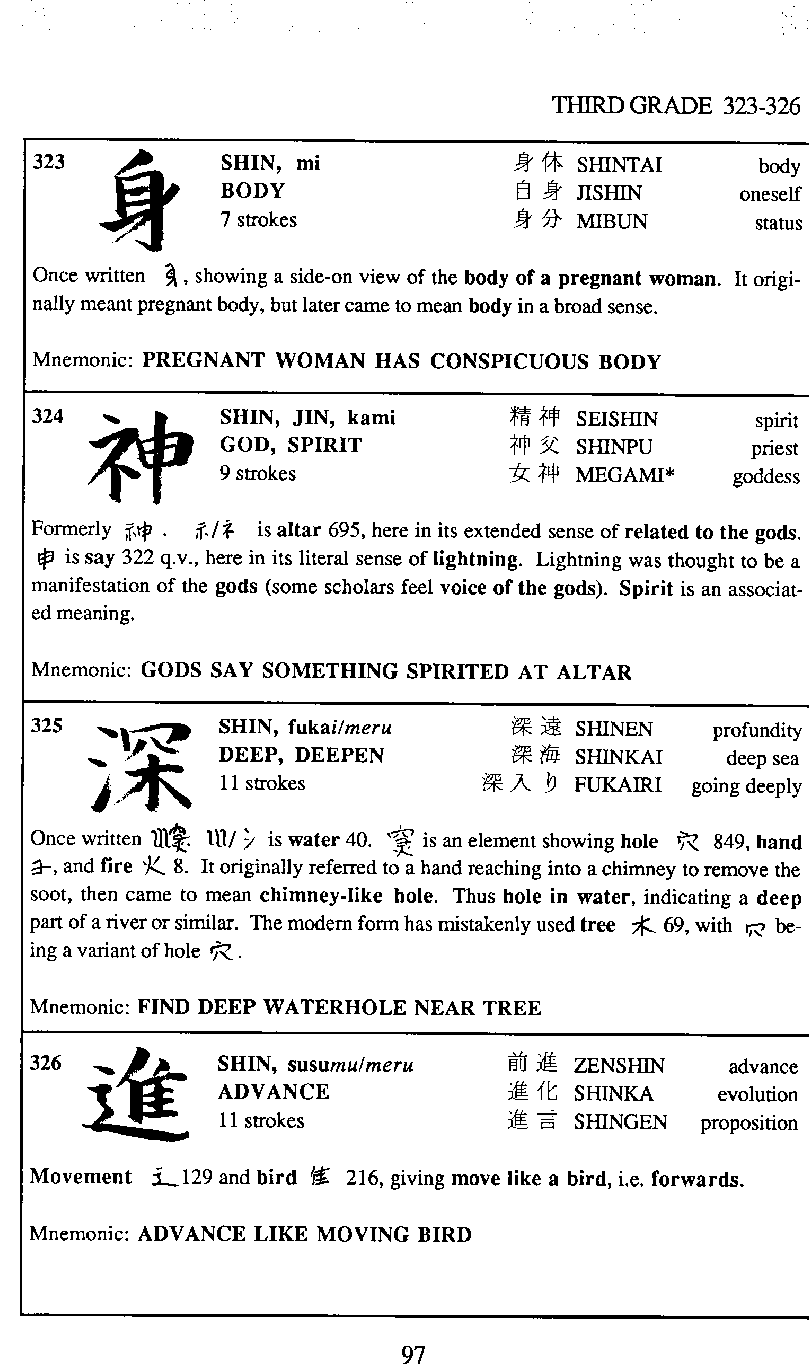 THIRD GRADE 323-326
323 身 SHIN, mi 身体 SHINTAI body
BODY 自身 JISHIN oneself
7 strokes 身分 MIBUN status
Once written , showing a side-on view of the body of a pregnant woman. It origi-
nally meant pregnant body, but later came to mean body in a broad sense.
Mnemonic: PREGNANT WOMAN HAS CONSPICUOUS BODY
324 神 SHIN, JIN, kami 精神 SEISHIN spirit
GOD, SPIRIT 神父 SHINPU priest
9 strokes 女神 MEGAMI* goddess
Formerly 神. 示/礻 is altar 695, here in its extended sense of related to the gods.
申 is say 322 q.v., here in its literal sense of lightning. Lightning was thought to be a
manifestation of the gods (some scholars feel voice of the gods). Spirit is an associat-
ed meaning.
Mnemonic: GODS SAY SOMETHING SPIRITED AT ALTAR
325 深 SHIN, fukai/meru 深遠 SHINEN profundity
DEEP, DEEPEN 深海 SHINKAI deep sea
11 strokes 深入り FUKAIRI going deeply
Once written . / 氵 is water 40. is an element showing hole 穴 849, hand
, and fire 火 8. It originally referred to a hand reaching into a chimney to remove the
soot, then came to mean chimney-like hole. Thus hole in water, indicating a deep
part of a river or similar. The modern form has mistakenly used tree 木 69, with be-
ing a variant of hole 穴.
Mnemonic: FIND DEEP WATERHOLE NEAR TREE
326 進 SHIN, susumu/meru 前進 ZENSHIN advance
ADVANCE 進化 SHINKA evolution
11 strokes 進言 SHINGEN proposition
Movement 辶 129 and bird 隹 216, giving move like a bird, i.e. forwards.
Mnemonic: ADVANCE LIKE MOVING BIRD
97